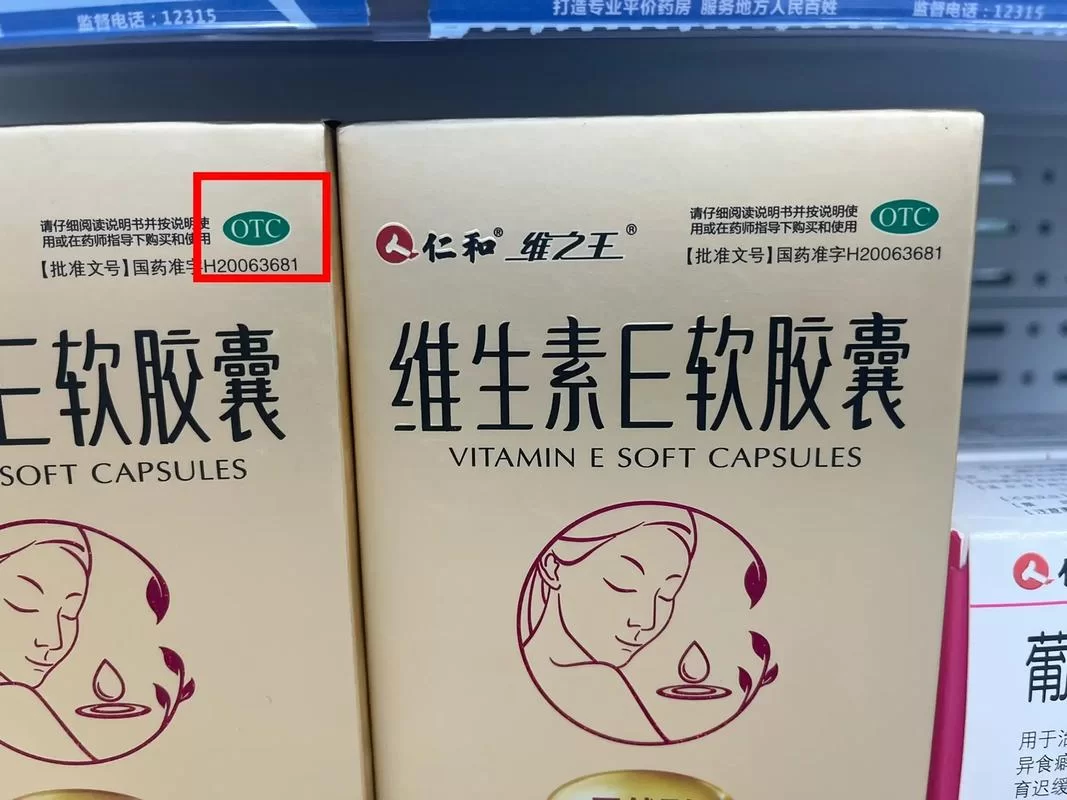 监督电话：12315
打造专业平价药房 服务地方人民百姓
监督电话：12315
请仔细阅读说明书并按说明使
用或在药师指导下购买和使用
OTC
【批准文号】国药准字H20063681
E软胶囊
SOFT CAPSULES
仁和® 维之王®
请仔细阅读说明书并按说明使
用或在药师指导下购买和使用
OTC
【批准文号】国药准字H20063681
维生素E软胶囊
VITAMIN E SOFT CAPSULES
葡
用于治
异食癖
育迟缓